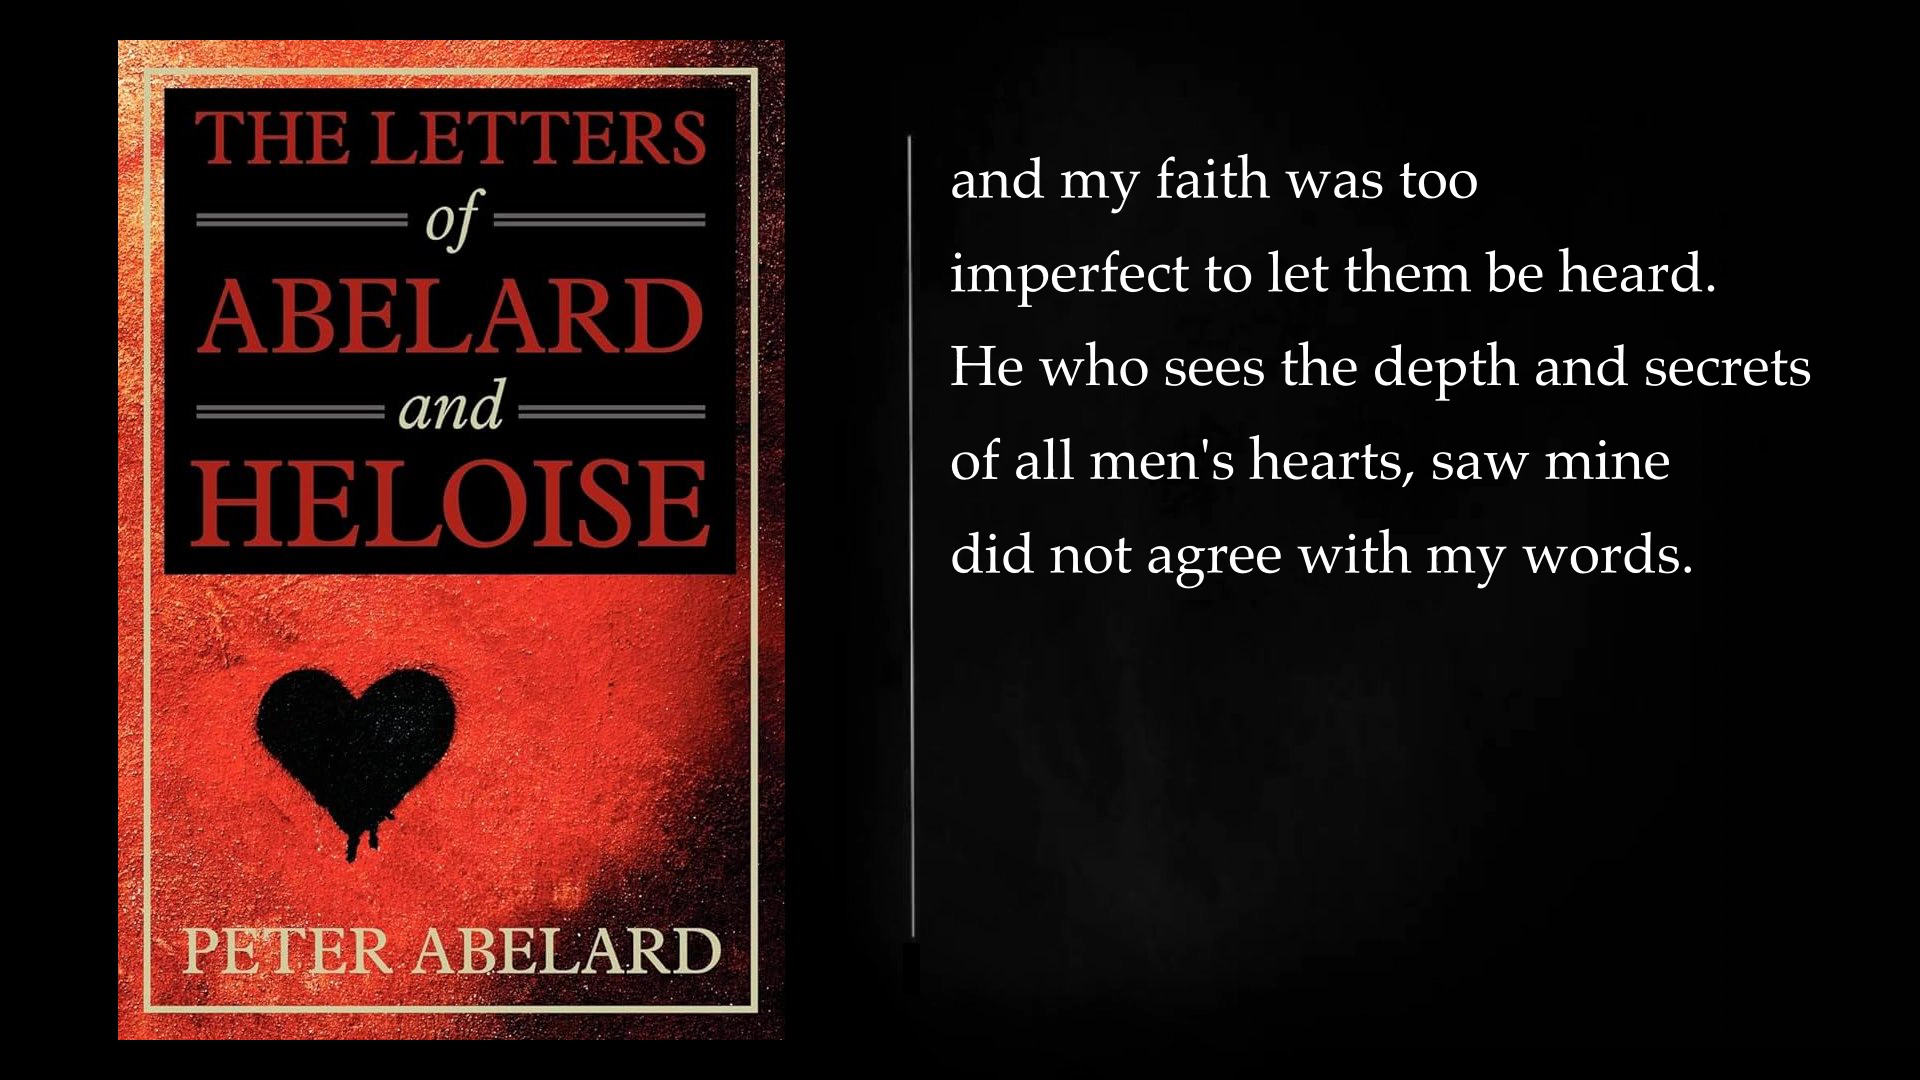 THE LETTERS
of
ABELARD
and
HELOISE
PETER ABELARD
and my faith was too
imperfect to let them be heard.
He who sees the depth and secrets
of all men's hearts, saw mine
did not agree with my words.